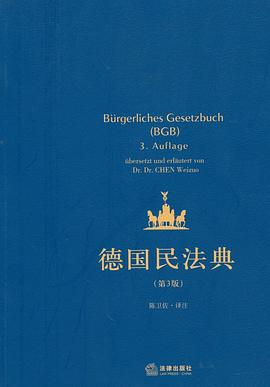 Bürgerliches Gesetzbuch
(BGB)
3. Auflage
übersetzt und erläutert von
Dr. Dr. CHEN Weizuo
德国民法典
(第3版)
陈卫佐·译注
法律出版社
LAW PRESS·CHINA